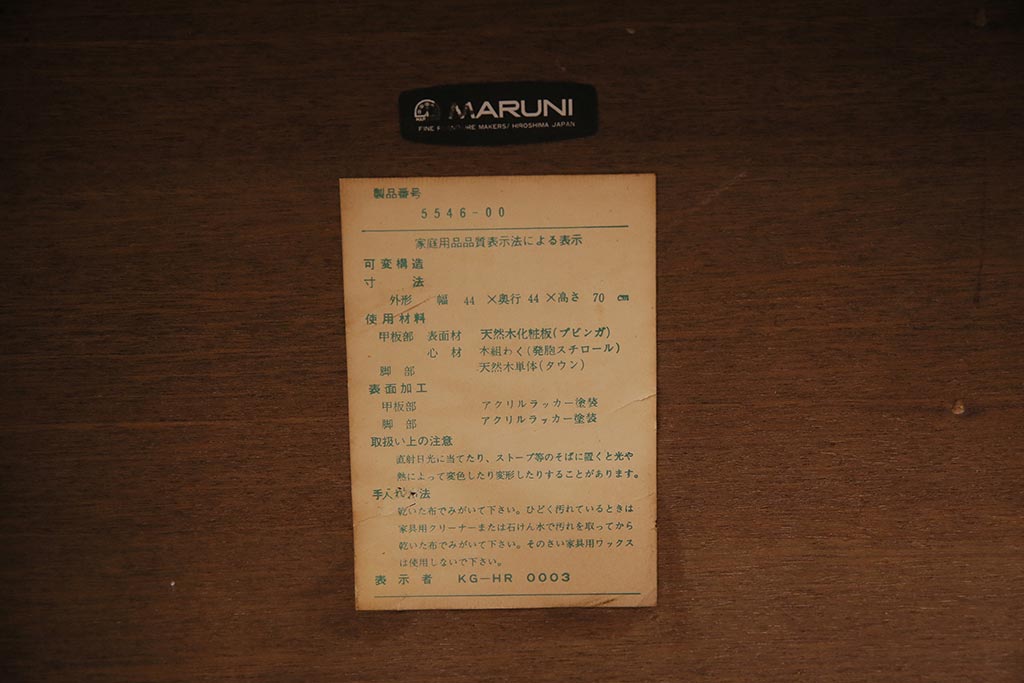 MARUNI
FINE MAKERS/ HIROSHIMA JAPAN
製品番号
5546-00
家庭用品品質表示法による表示
可変構造
寸 法
外形 幅 44 ×奥行 44 ×高さ 70 cm
使用材料
甲板部 表面材 天然木化粧板(ブビンガ)
心材 木組わく(発胞スチロール)
脚部 天然木単体(タウン)
表面加工
甲板部 アクリルラッカー塗装
脚部 アクリルラッカー塗装
取扱い上の注意
直射日光に当てたり、ストーブ等のそばに置くと光や
熱によって変色したり変形したりすることがあります。
手入 法
乾いた布でみがいて下さい。ひどく汚れているときは
家具用クリーナーまたは石けん水で汚れを取ってから
乾いた布でみがいて下さい。そのさい家具用ワックス
は使用しないで下さい。
表示者 KG-HR 0003